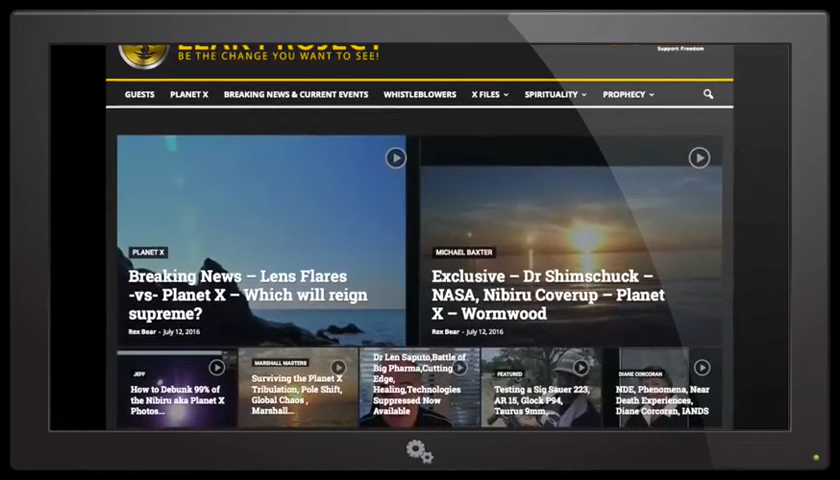 LEAK PROJECT
BE THE CHANGE YOU WANT TO SEE!
Support Freedom
GUESTS PLANET X BREAKING NEWS & CURRENT EVENTS WHISTLEBLOWERS X FILES SPIRITUALITY PROPHECY
PLANET X
Breaking News – Lens Flares
-vs- Planet X – Which will reign
supreme?
Rex Bear - July 12, 2016
MICHAEL BAXTER
Exclusive – Dr Shimschuck –
NASA, Nibiru Coverup – Planet
X – Wormwood
Rex Bear - July 12, 2016
JEFF
How to Debunk 99% of
the Nibiru aka Planet X
Photos...
MARSHALL MASTERS
Surviving the Planet X
Tribulation, Pole Shift,
Global Chaos ,
Marshall...
Dr Len Saputo,Battle of
Big Pharma,Cutting
Edge,
Healing,Technologies
Suppressed Now
Available
FEATURED
Testing a Sig Sauer 223,
AR 15, Glock P94,
Taurus 9mm,...
DIANE CORCORAN
NDE, Phenomena, Near
Death Experiences,
Diane Corcoran, IANDS